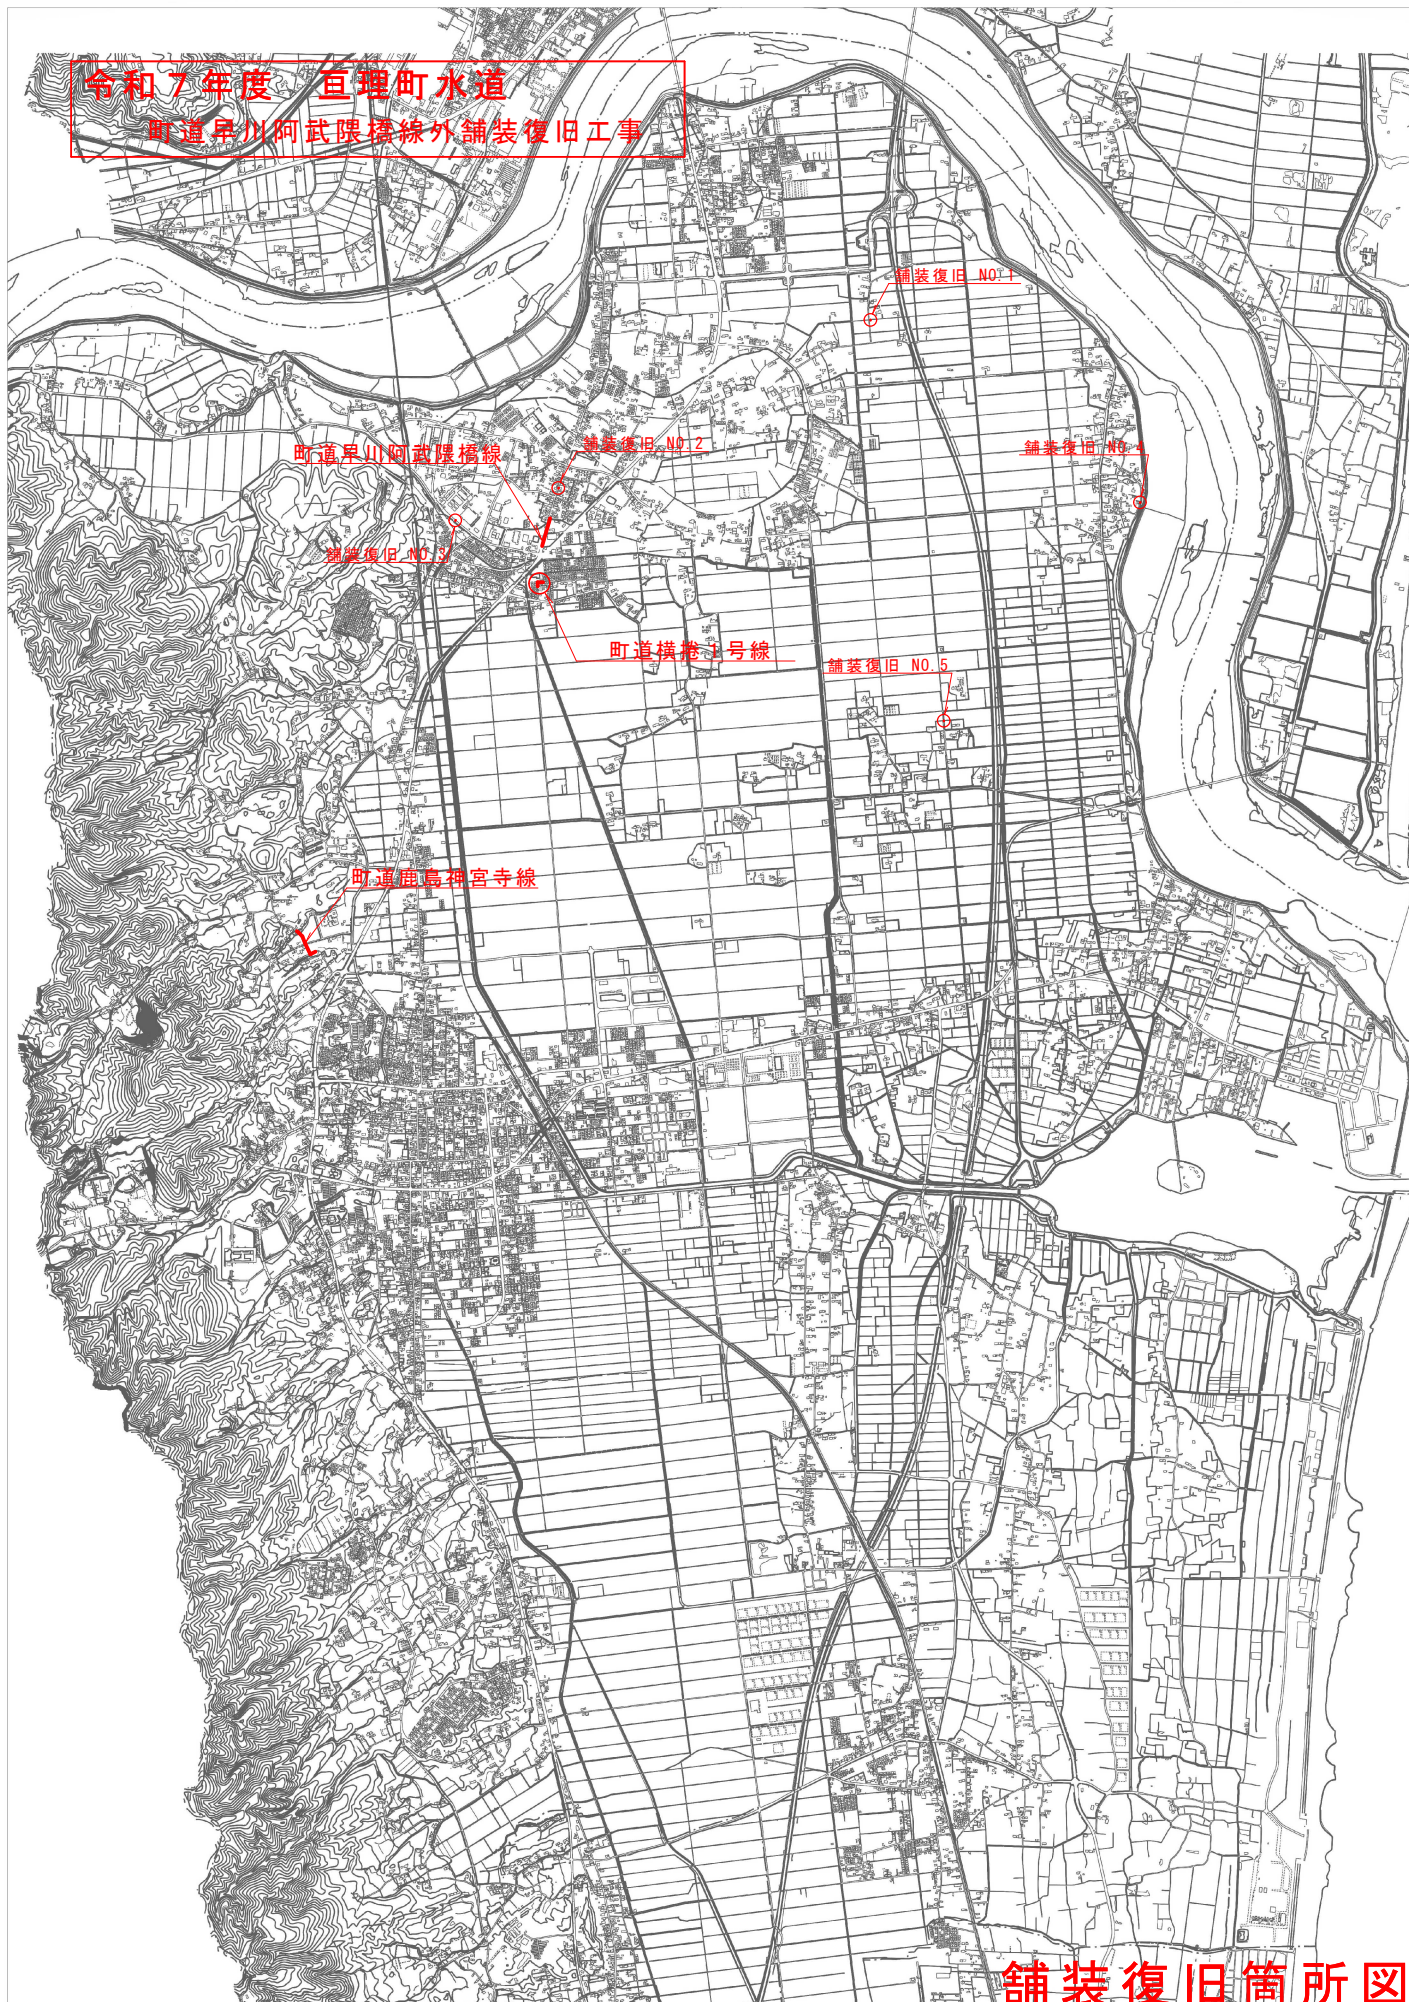 令和７年度　亘理町水道
町道早川阿武隈橋線外舗装復旧工事
舗装復旧 NO.1
町道早川阿武隈橋線
舗装復旧 NO.2
舗装復旧 NO.4
舗装復旧 NO.3
町道横捲１号線
舗装復旧 NO.5
町道鹿島神宮寺線
舗装復旧箇所図